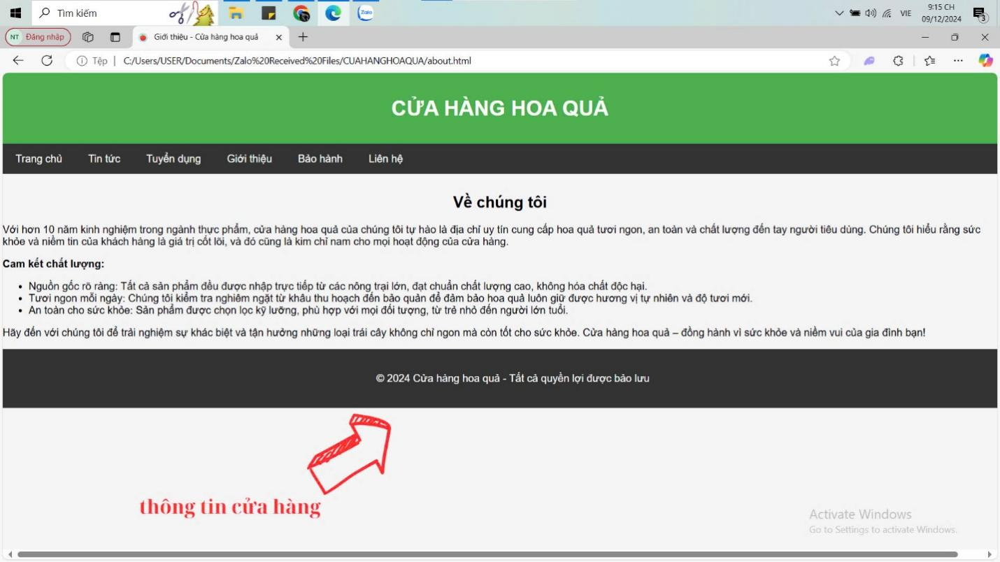 Tìm kiếm
Zalo
VIE
9:15 CH
09/12/2024
3
NT Đăng nhập
Giới thiệu - Cửa hàng hoa quả
Tệp | C:/Users/USER/Documents/Zalo%20Received%20Files/CUAHANGHOAQUA/about.html
CỬA HÀNG HOA QUẢ
Trang chủ Tin tức Tuyển dụng Giới thiệu Bảo hành Liên hệ
Về chúng tôi
Với hơn 10 năm kinh nghiệm trong ngành thực phẩm, cửa hàng hoa quả của chúng tôi tự hào là địa chỉ uy tín cung cấp hoa quả tươi ngon, an toàn và chất lượng đến tay người tiêu dùng. Chúng tôi hiểu rằng sức
khỏe và niềm tin của khách hàng là giá trị cốt lõi, và đó cũng là kim chỉ nam cho mọi hoạt động của cửa hàng.
Cam kết chất lượng:
• Nguồn gốc rõ ràng: Tất cả sản phẩm đều được nhập trực tiếp từ các nông trại lớn, đạt chuẩn chất lượng cao, không hóa chất độc hại.
• Tươi ngon mỗi ngày: Chúng tôi kiểm tra nghiêm ngặt từ khâu thu hoạch đến bảo quản để đảm bảo hoa quả luôn giữ được hương vị tự nhiên và độ tươi mới.
• An toàn cho sức khỏe: Sản phẩm được chọn lọc kỹ lưỡng, phù hợp với mọi đối tượng, từ trẻ nhỏ đến người lớn tuổi.
Hãy đến với chúng tôi để trải nghiệm sự khác biệt và tận hưởng những loại trái cây không chỉ ngon mà còn tốt cho sức khỏe. Cửa hàng hoa quả – đồng hành vì sức khỏe và niềm vui của gia đình bạn!
© 2024 Cửa hàng hoa quả - Tất cả quyền lợi được bảo lưu
thông tin cửa hàng
Activate Windows
Go to Settings to activate Windows.